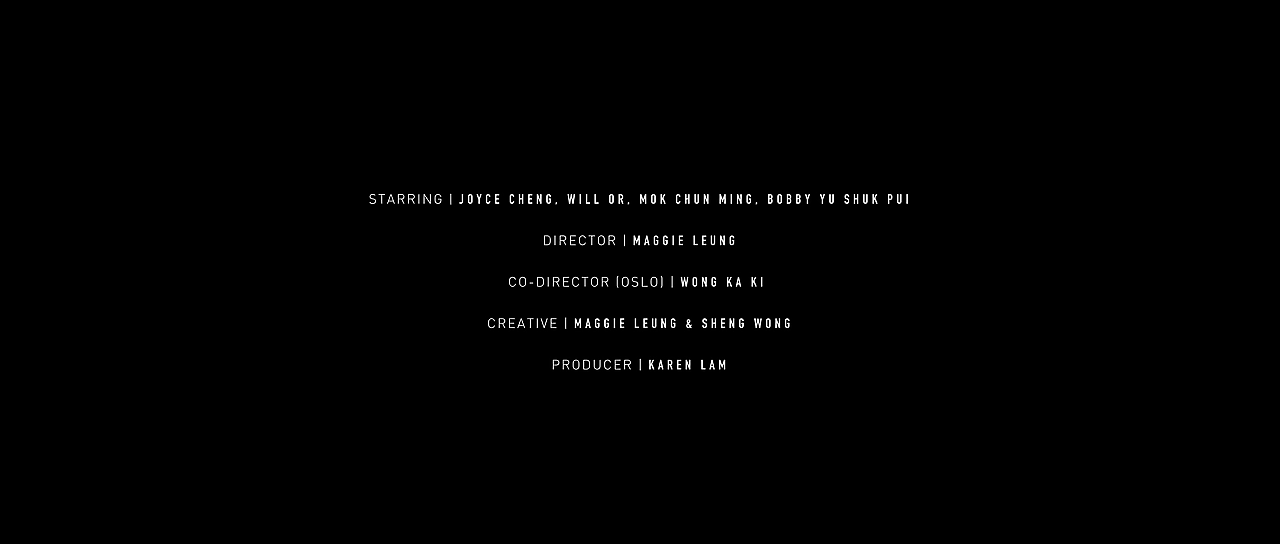 STARRING | JOYCE CHENG, WILL OR, MOK CHUN MING, BOBBY YU SHUK PUI
DIRECTOR | MAGGIE LEUNG
CO-DIRECTOR (OSLO) | WONG KA KI
CREATIVE | MAGGIE LEUNG & SHENG WONG
PRODUCER | KAREN LAM